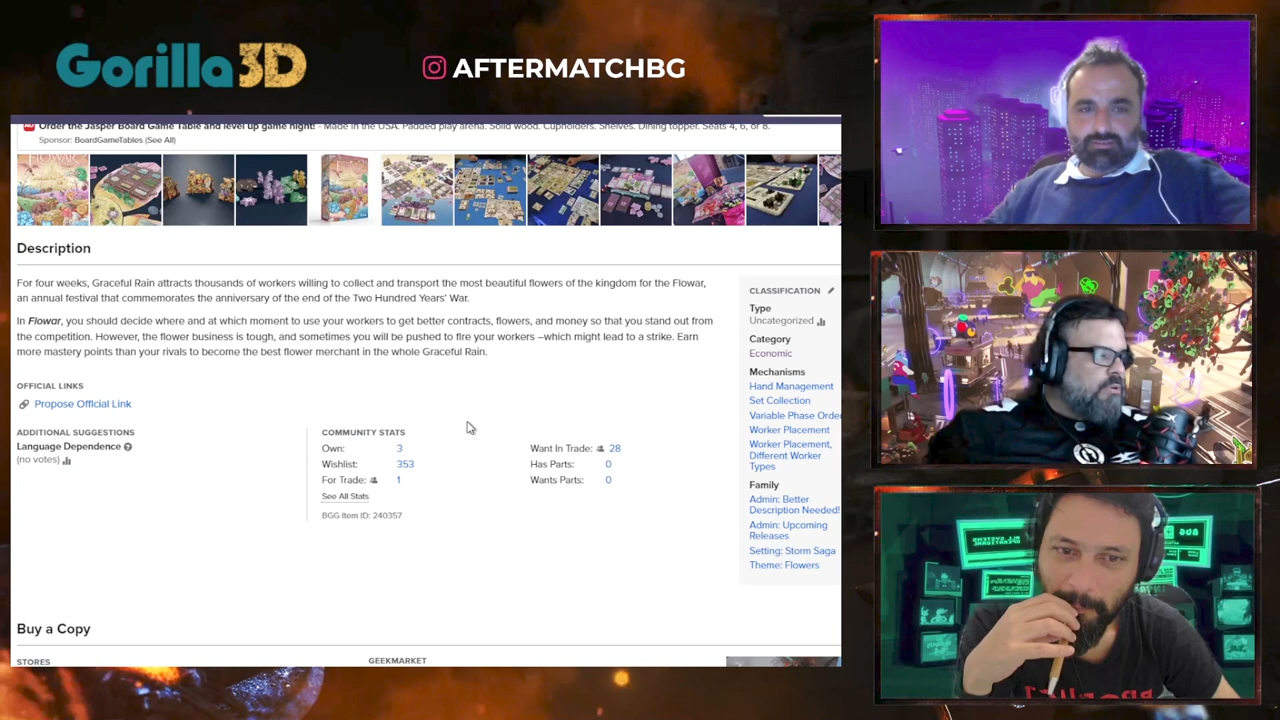 Gorilla3D
AFTERMATCHBG
Order the Jasper Board Game Table and level up game night! - Made in the USA. Padded play arena. Solid wood. Cupholders. Shelves. Dining topper. Seats 4, 6, or 8.
Sponsor: BoardGameTables (See All)
Description
For four weeks, Graceful Rain attracts thousands of workers willing to collect and transport the most beautiful flowers of the kingdom for the Flowar,
an annual festival that commemorates the anniversary of the end of the Two Hundred Years' War.
In Flowar, you should decide where and at which moment to use your workers to get better contracts, flowers, and money so that you stand out from
the competition. However, the flower business is tough, and sometimes you will be pushed to fire your workers –which might lead to a strike. Earn
more mastery points than your rivals to become the best flower merchant in the whole Graceful Rain.
OFFICIAL LINKS
Propose Official Link
ADDITIONAL SUGGESTIONS
Language Dependence
(no votes)
COMMUNITY STATS
Own: 3
Wishlist: 353
For Trade: 1
See All Stats
BGG Item ID: 240357
Want In Trade: 28
Has Parts: 0
Wants Parts: 0
CLASSIFICATION
Type
Uncategorized
Category
Economic
Mechanisms
Hand Management
Set Collection
Variable Phase Order
Worker Placement
Worker Placement,
Different Worker
Types
Family
Admin: Better
Description Needed!
Admin: Upcoming
Releases
Setting: Storm Saga
Theme: Flowers
Buy a Copy
STORES
GEEKMARKET